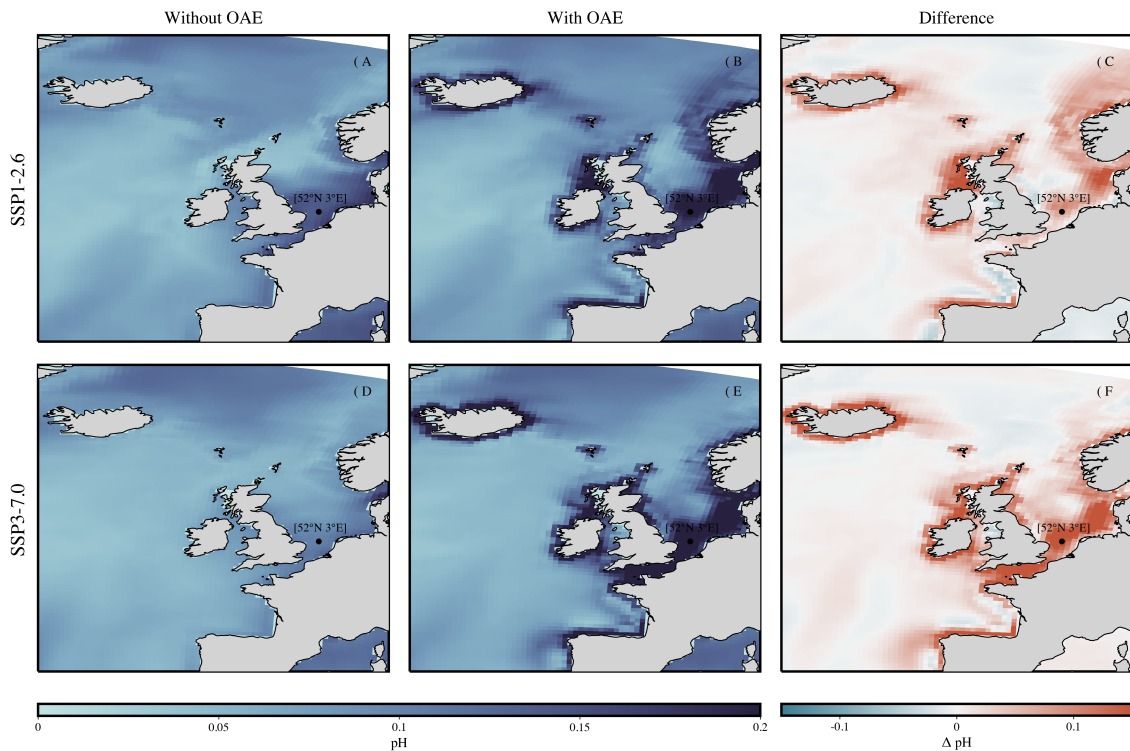 Without OAE
With OAE
Difference
SSP1-2.6
( A
[52°N 3°E]
( B
[52°N 3°E]
( C
[52°N 3°E]
SSP3-7.0
( D
[52°N 3°E]
( E
[52°N 3°E]
( F
[52°N 3°E]
0 0.05 0.1 0.15 0.2
pH
-0.1 0 0.1
Δ pH